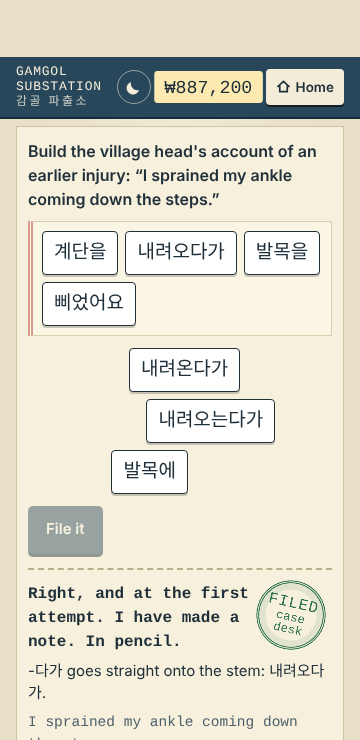 GAMGOL
SUBSTATION
감골 파출소
₩887,200
Home
Build the village head's account of an
earlier injury: “I sprained my ankle
coming down the steps.”
계단을 내려오다가 발목을
삐었어요
내려온다가
내려오는다가
발목에
File it
Right, and at the first
attempt. I have made a
note. In pencil.
FILED
case
desk
-다가 goes straight onto the stem: 내려오다
가.
I sprained my ankle coming down